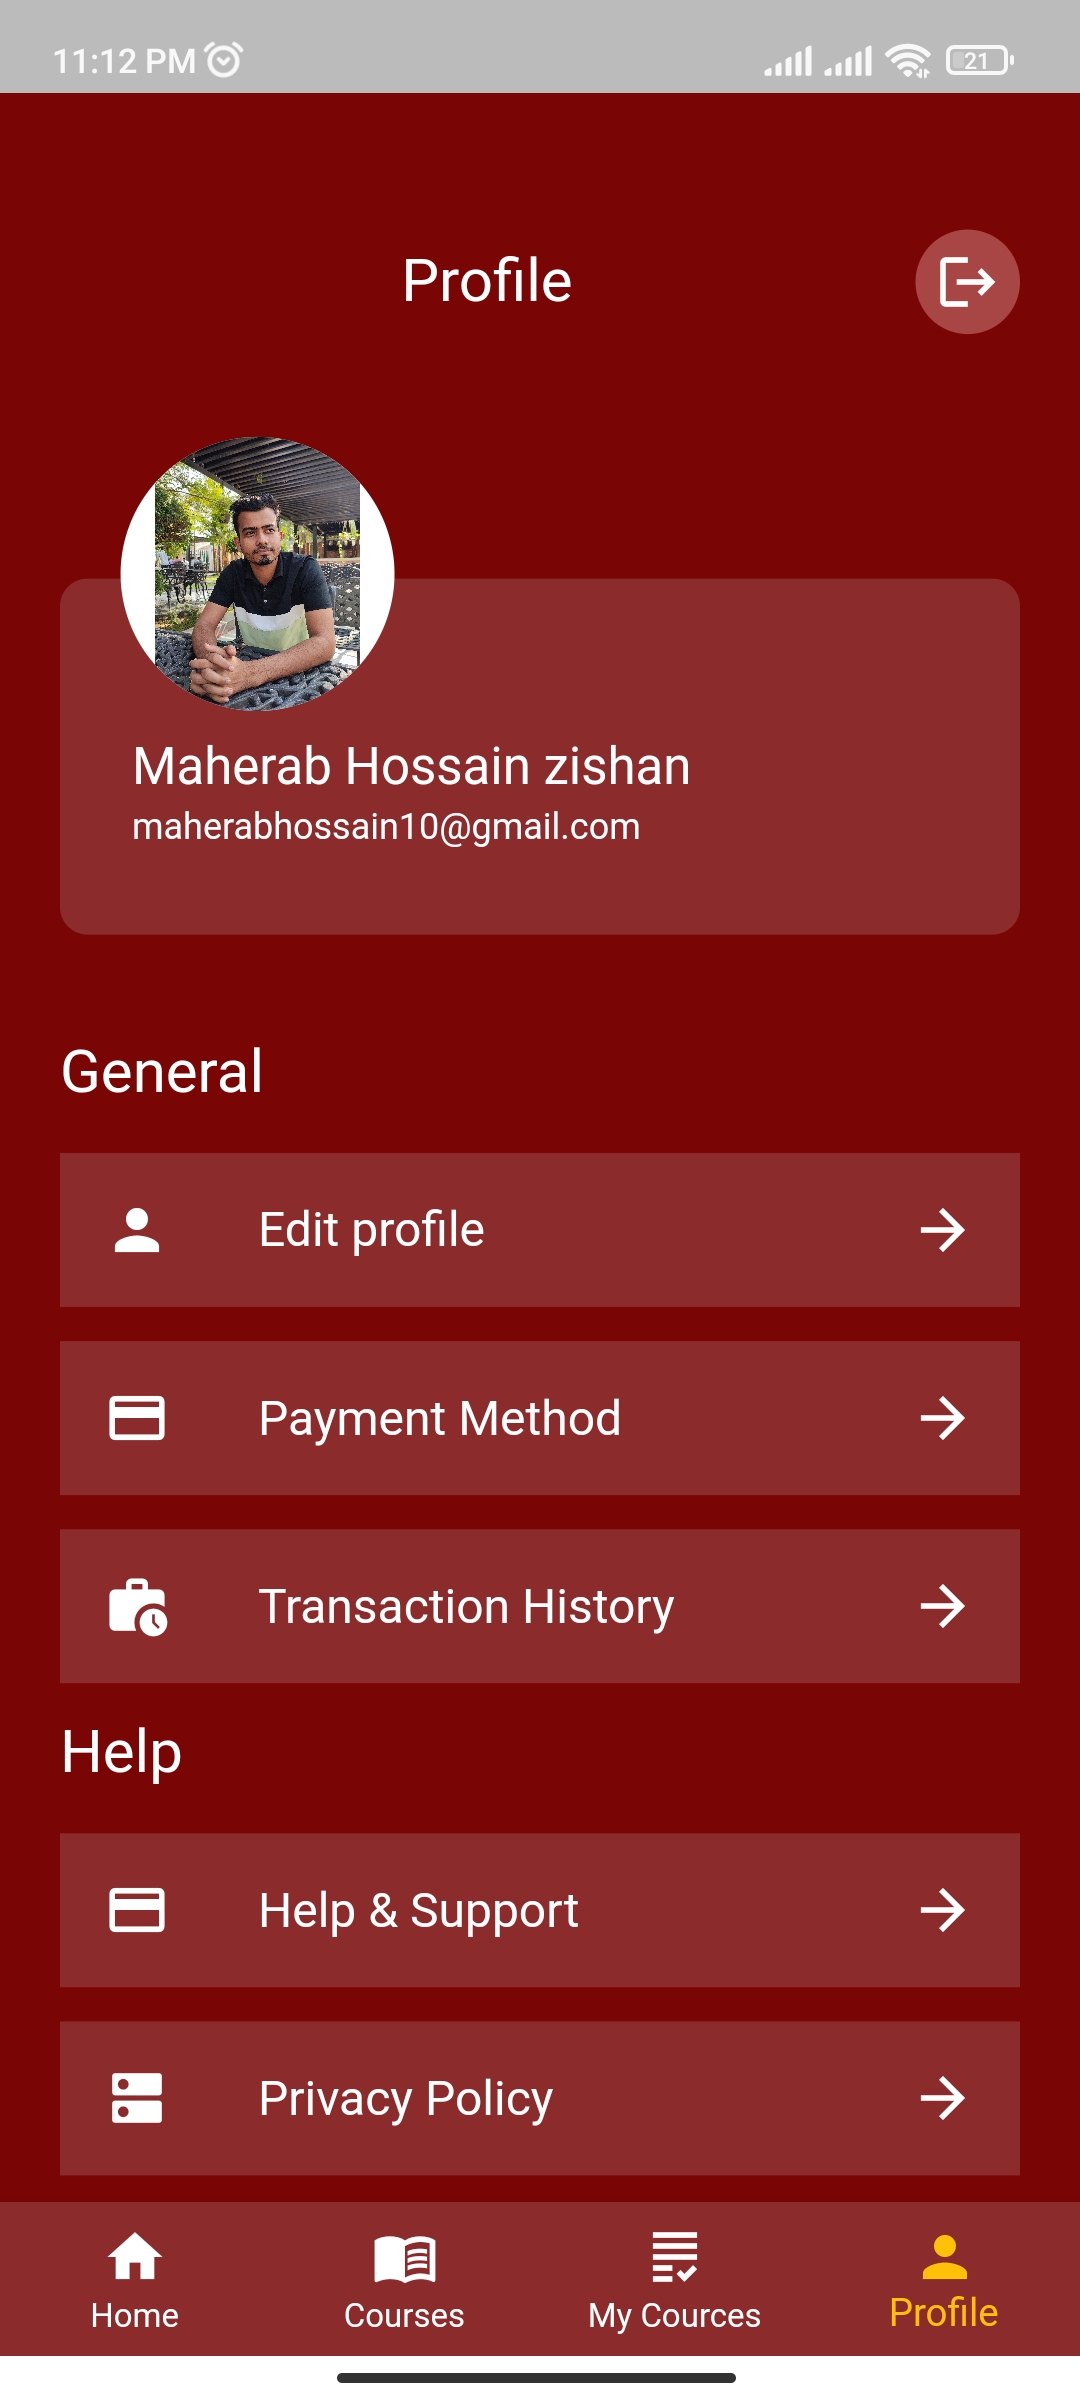 11:12 PM
21
Profile
Maherab Hossain zishan
maherabhossain10@gmail.com
General
Edit profile
Payment Method
Transaction History
Help
Help & Support
Privacy Policy
Home
Courses
My Cources
Profile